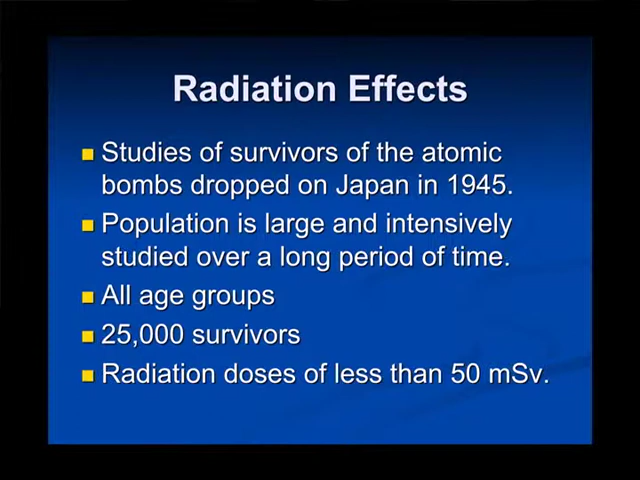 Radiation Effects
Studies of survivors of the atomic
bombs dropped on Japan in 1945.
Population is large and intensively
studied over a long period of time.
All age groups
25,000 survivors
Radiation doses of less than 50 mSv.